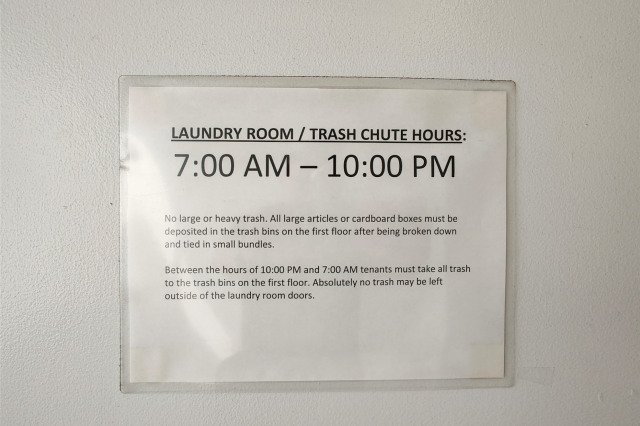 LAUNDRY ROOM / TRASH CHUTE HOURS:
7:00 AM – 10:00 PM
No large or heavy trash. All large articles or cardboard boxes must be
deposited in the trash bins on the first floor after being broken down
and tied in small bundles.
Between the hours of 10:00 PM and 7:00 AM tenants must take all trash
to the trash bins on the first floor. Absolutely no trash may be left
outside of the laundry room doors.